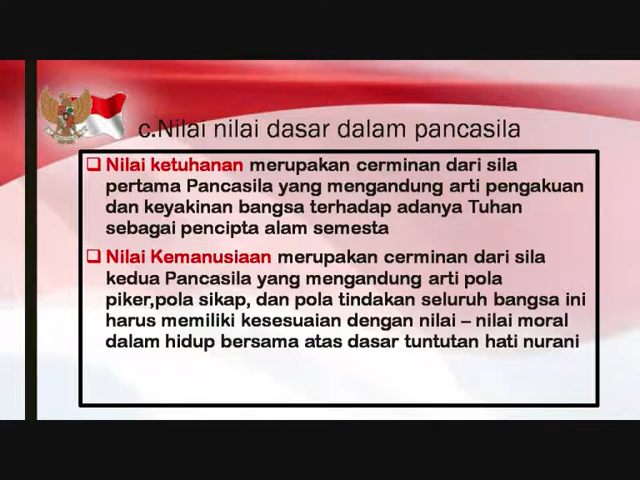 c.Nilai nilai dasar dalam pancasila
Nilai ketuhanan merupakan cerminan dari sila
pertama Pancasila yang mengandung arti pengakuan
dan keyakinan bangsa terhadap adanya Tuhan
sebagai pencipta alam semesta
Nilai Kemanusiaan merupakan cerminan dari sila
kedua Pancasila yang mengandung arti pola
piker,pola sikap, dan pola tindakan seluruh bangsa ini
harus memiliki kesesuaian dengan nilai – nilai moral
dalam hidup bersama atas dasar tuntutan hati nurani